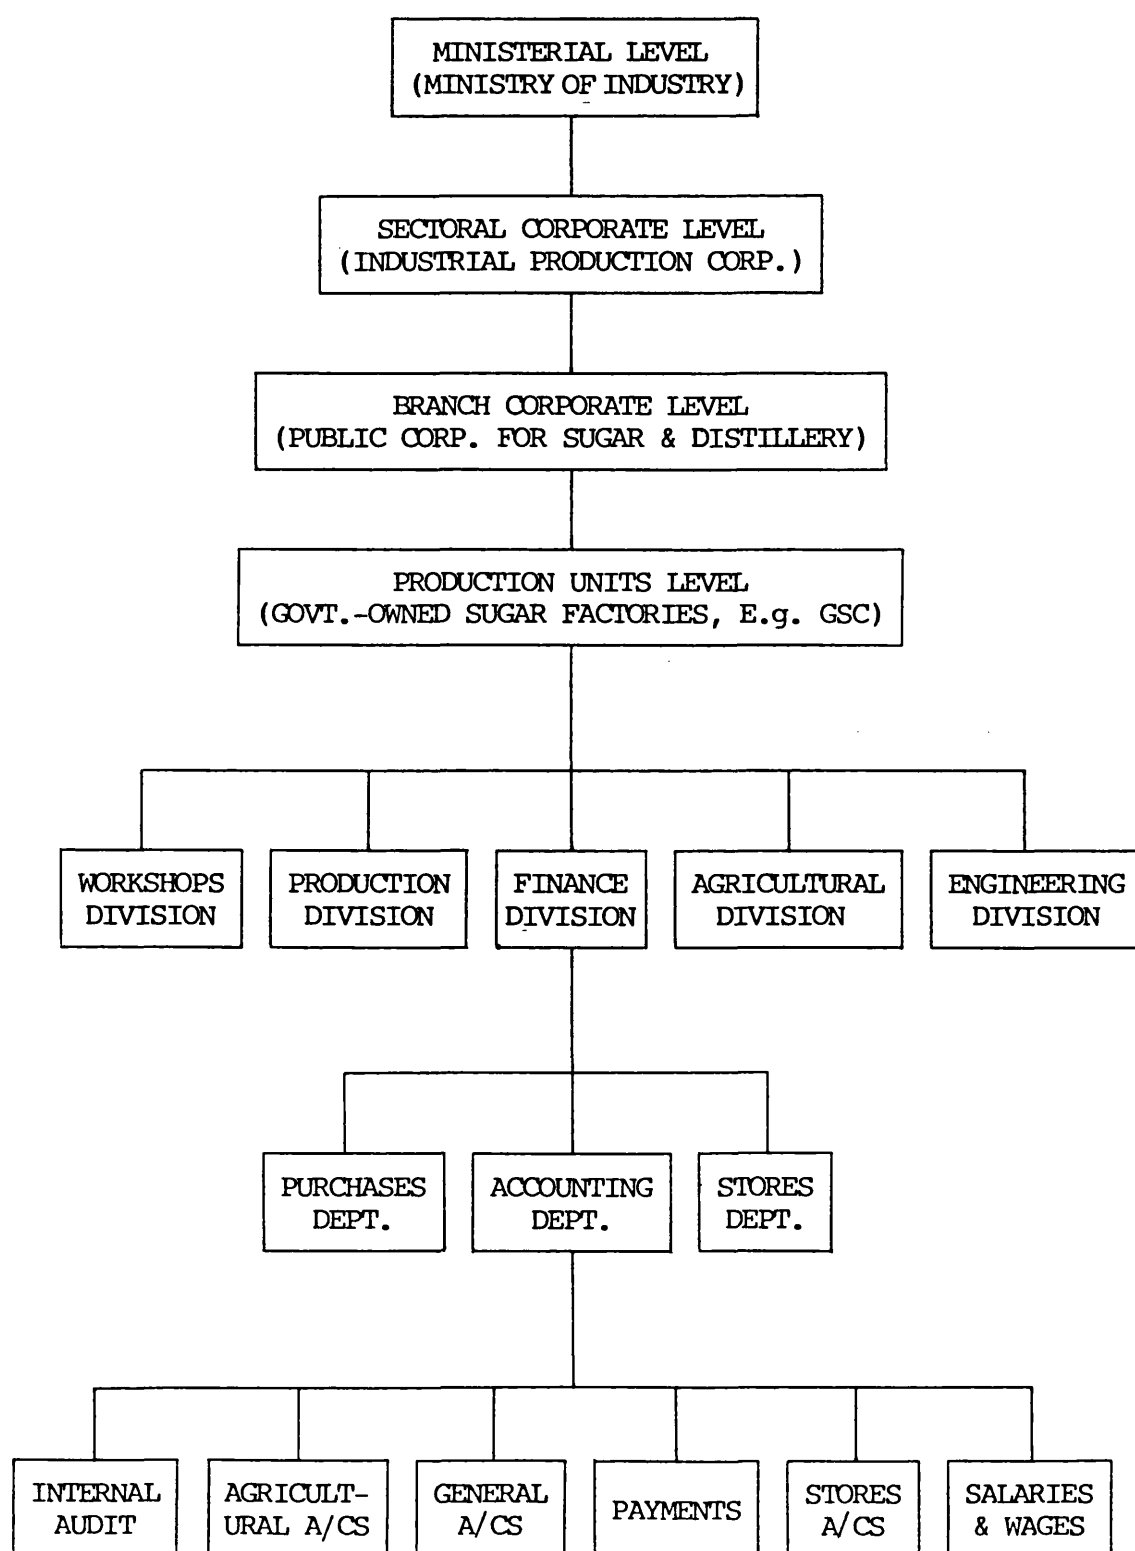 MINISTERIAL LEVEL
(MINISTRY OF INDUSTRY)
SECTORAL CORPORATE LEVEL
(INDUSTRIAL PRODUCTION CORP.)
BRANCH CORPORATE LEVEL
(PUBLIC CORP. FOR SUGAR & DISTILLERY)
PRODUCTION UNITS LEVEL
(GOVT.-OWNED SUGAR FACTORIES, E.g. GSC)
WORKSHOPS
DIVISION
PRODUCTION
DIVISION
FINANCE
DIVISION
AGRICULTURAL
DIVISION
ENGINEERING
DIVISION
PURCHASES
DEPT.
ACCOUNTING
DEPT.
STORES
DEPT.
INTERNAL
AUDIT
AGRICULT-
URAL A/CS
GENERAL
A/CS
PAYMENTS
STORES
A/CS
SALARIES
& WAGES